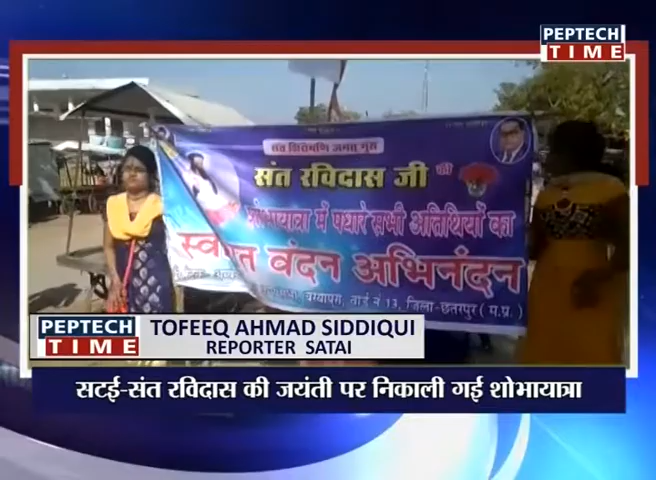 PEPTECH
TIME
संत शिरोमणि जगत गुरु
संत रविदास जी की
शोभायात्रा में पधारे सभी अतिथियों का
वंदन अभिनंदन
वार्ड नं 13, जिला-छतरपुर ( म.प्र.)
PEPTECH
TIME
TOFEEQ AHMAD SIDDIQUI
REPORTER SATAI
सटई-संत रविदास की जयंती पर निकाली गई शोभायात्रा